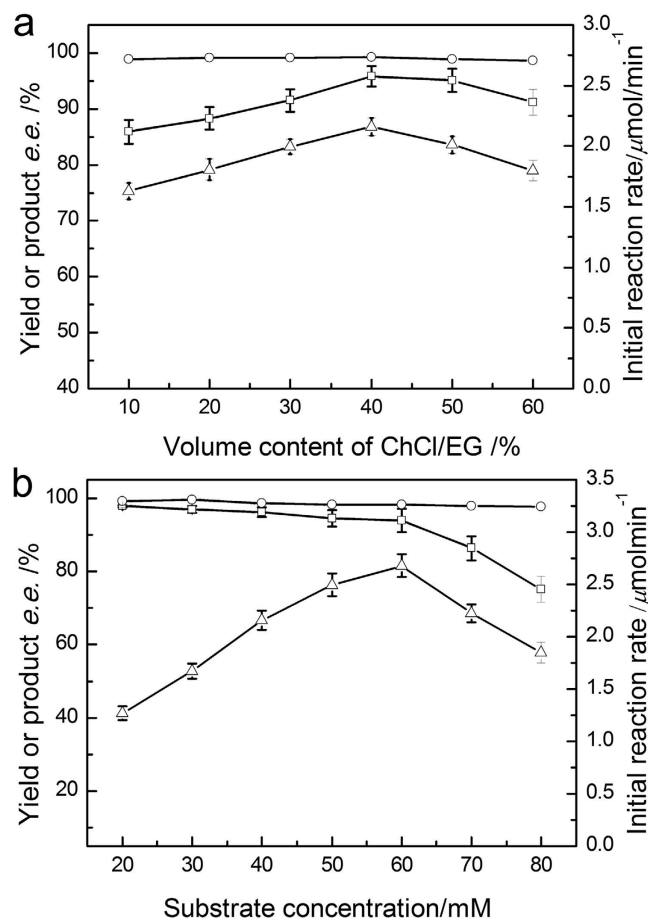 a
100
90
80
70
60
50
40
3.0
2.5
2.0
1.5
1.0
0.5
0.0
10 20 30 40 50 60
Yield or product e.e. /%
Initial reaction rate/µmol/min⁻¹
Volume content of ChCl/EG /%
b
100
80
60
40
20
3.5
3.0
2.5
2.0
1.5
1.0
0.5
0.0
20 30 40 50 60 70 80
Yield or product e.e. /%
Initial reaction rate /µmolmin⁻¹
Substrate concentration/mM